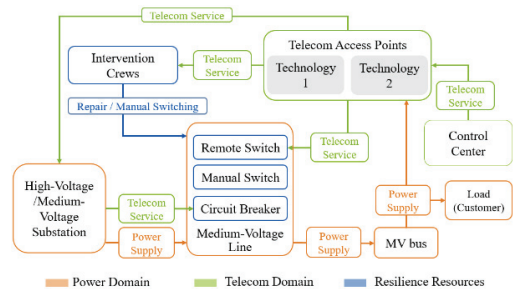 Telecom Service
Telecom Access Points
Technology
1
Technology
2
Intervention
Crews
Telecom
Service
Telecom
Service
Repair / Manual Switching
Telecom
Service
Control
Center
Remote Switch
Manual Switch
Circuit Breaker
Medium-Voltage
Line
High-Voltage
/Medium-
Voltage
Substation
Telecom
Service
Power
Supply
Power
Supply
Power
Supply
MV bus
Load
(Customer)
Power Domain
Telecom Domain
Resilience Resources